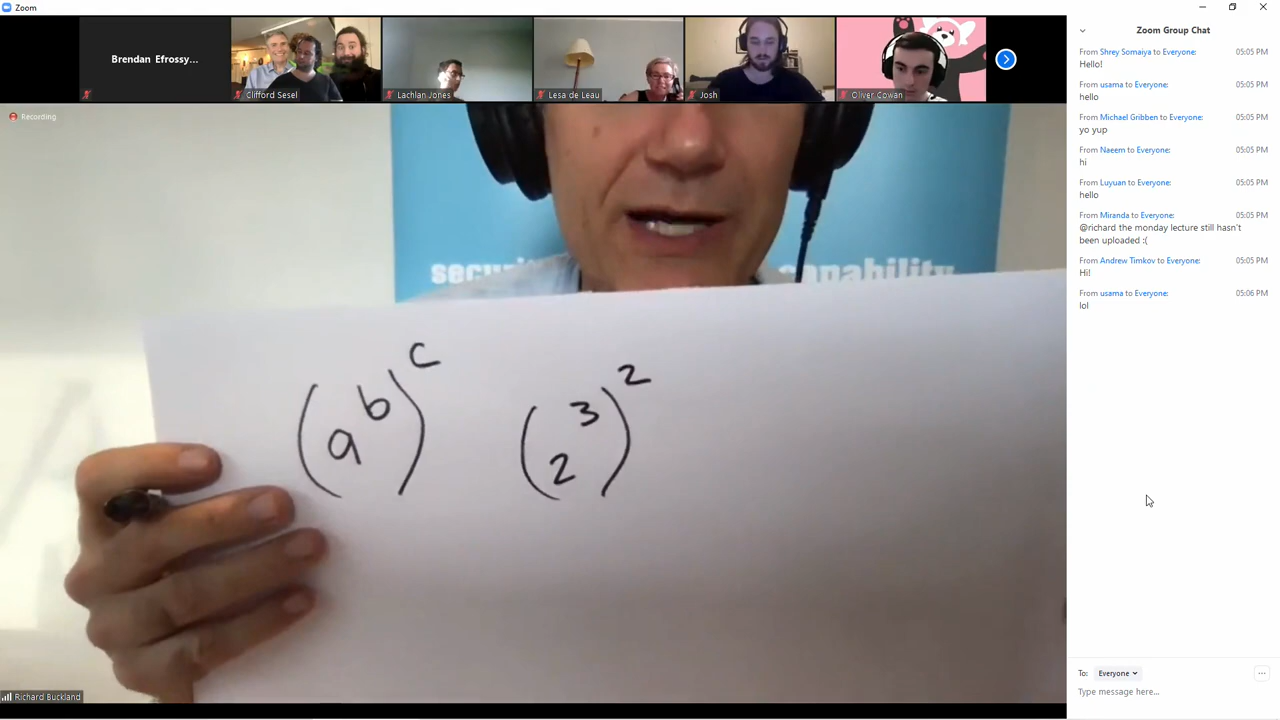 Zoom
Brendan Efrossy...
Clifford Sesel
Lachlan Jones
Lesa de Leau
Josh
Oliver Cowan
Recording
capability
(a^b)^c (2^3)^2
Richard Buckland
Zoom Group Chat
From Shrey Somaiya to Everyone: 05:05 PM
Hello!
From usama to Everyone: 05:05 PM
hello
From Michael Gribben to Everyone: 05:05 PM
yo yup
From Naeem to Everyone: 05:05 PM
hi
From Luyuan to Everyone: 05:05 PM
hello
From Miranda to Everyone: 05:05 PM
@richard the monday lecture still hasn't
been uploaded :(
From Andrew Timkov to Everyone: 05:05 PM
Hi!
From usama to Everyone: 05:06 PM
lol
To: Everyone
Type message here...